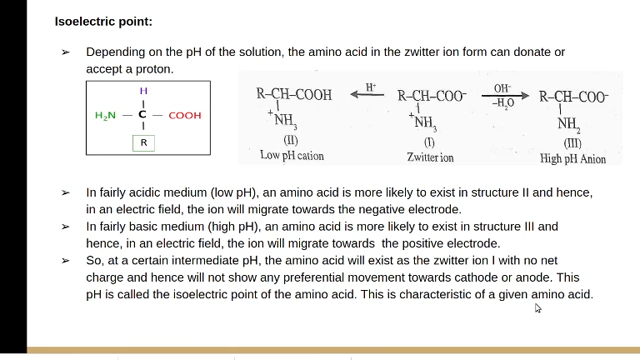 Isoelectric point:
➢ Depending on the pH of the solution, the amino acid in the zwitter ion form can donate or
accept a proton.
H
H₂N — C — COOH
R
R–CH–COOH ← H⁺ R–CH–COO⁻ OH⁻ → –H₂O R–CH–COO⁻
⁺NH₃ ⁺NH₃ NH₂
(II) (I) (III)
Low pH cation Zwitter ion High pH Anion
➢ In fairly acidic medium (low pH), an amino acid is more likely to exist in structure II and hence,
in an electric field, the ion will migrate towards the negative electrode.
➢ In fairly basic medium (high pH), an amino acid is more likely to exist in structure III and
hence, in an electric field, the ion will migrate towards the positive electrode.
➢ So, at a certain intermediate pH, the amino acid will exist as the zwitter ion I with no net
charge and hence will not show any preferential movement towards cathode or anode. This
pH is called the isoelectric point of the amino acid. This is characteristic of a given amino acid.